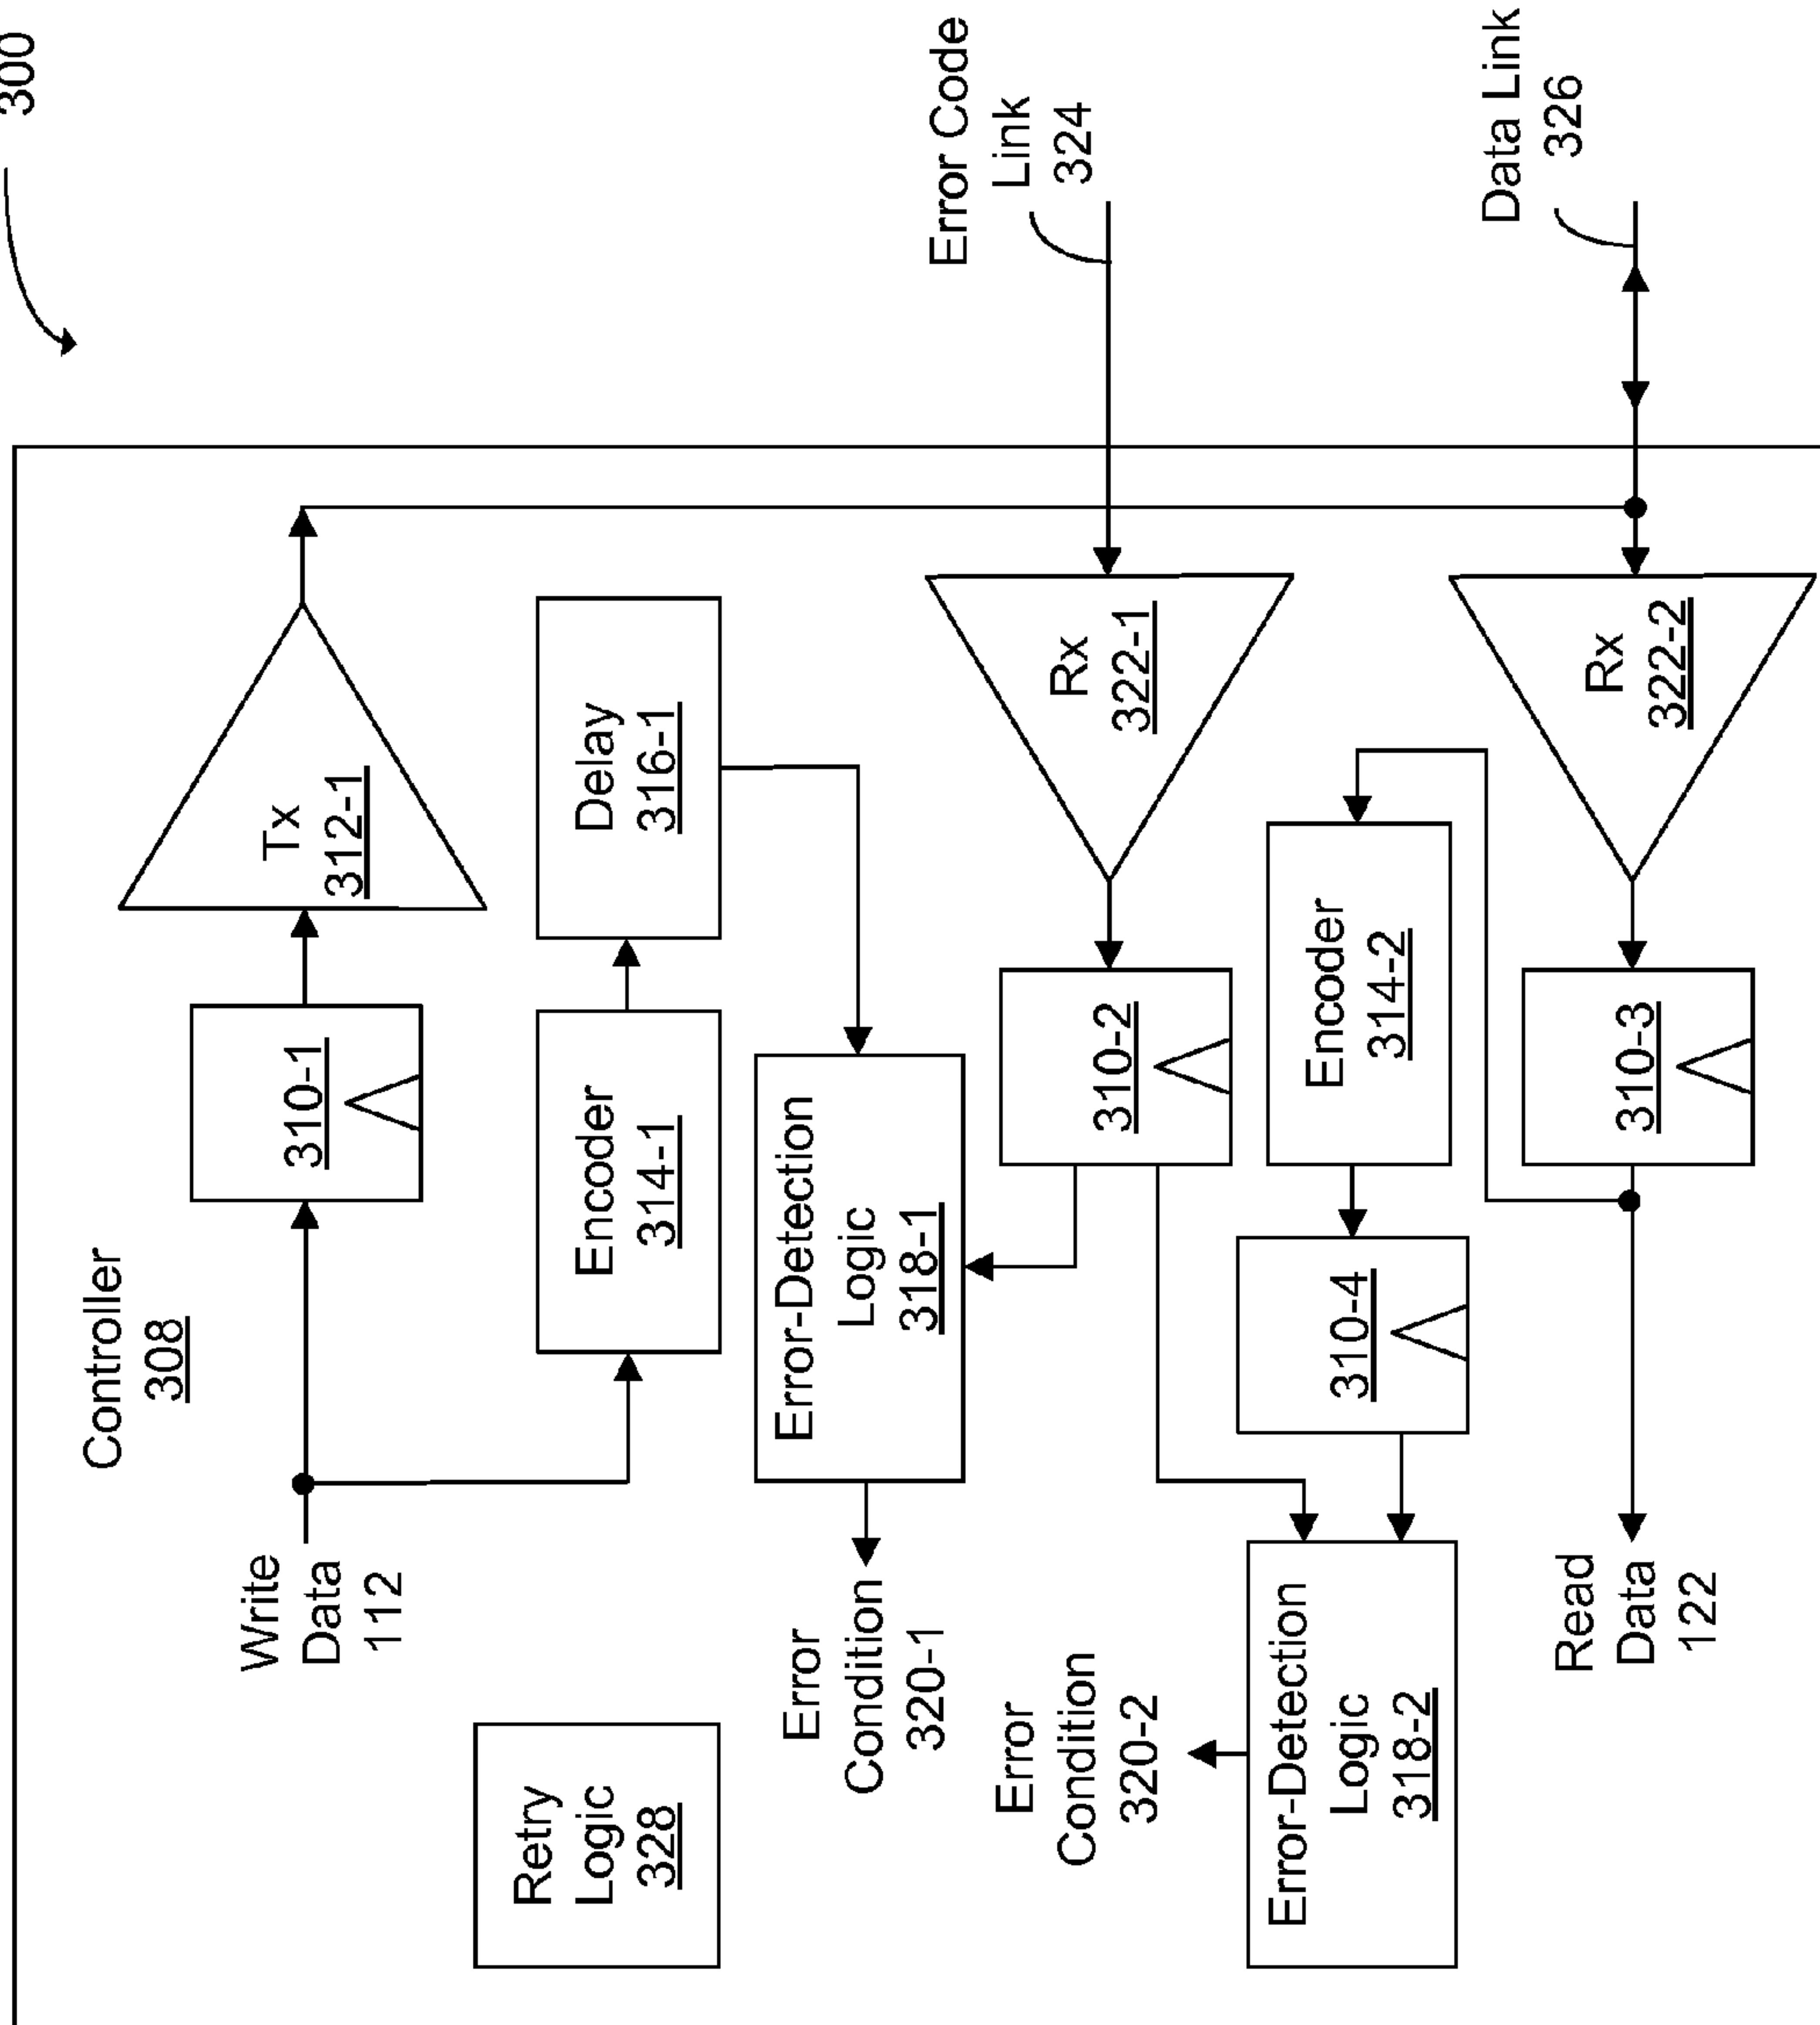 300
Controller
308
Write
Data
112
310-1
Tx
312-1
Retry
Logic
328
Encoder
314-1
Delay
316-1
Error-Detection
Logic
318-1
Error
Condition
320-1
Error Code
Link
324
Rx
322-1
310-2
Error
Condition
320-2
Error-Detection
Logic
318-2
310-4
Encoder
314-2
Data Link
326
Rx
322-2
310-3
Read
Data
122